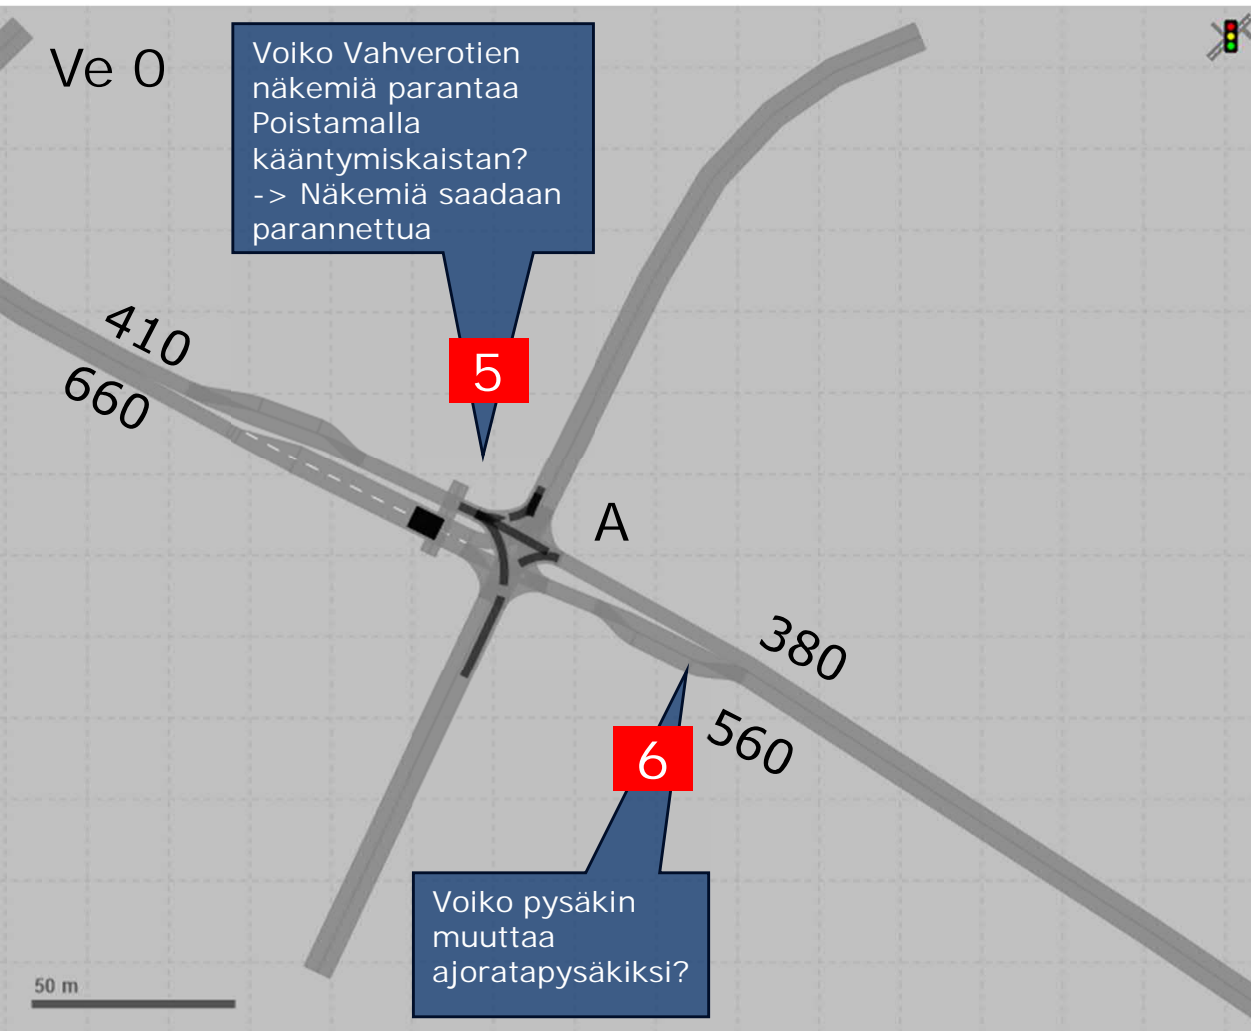 Ve 0
Voiko Vahverotien
näkemiä parantaa
Poistamalla
kääntymiskaistan?
-> Näkemiä saadaan
parannettua
410
660
5
A
380
560
6
Voiko pysäkin
muuttaa
ajoratapysäkiksi?
50 m